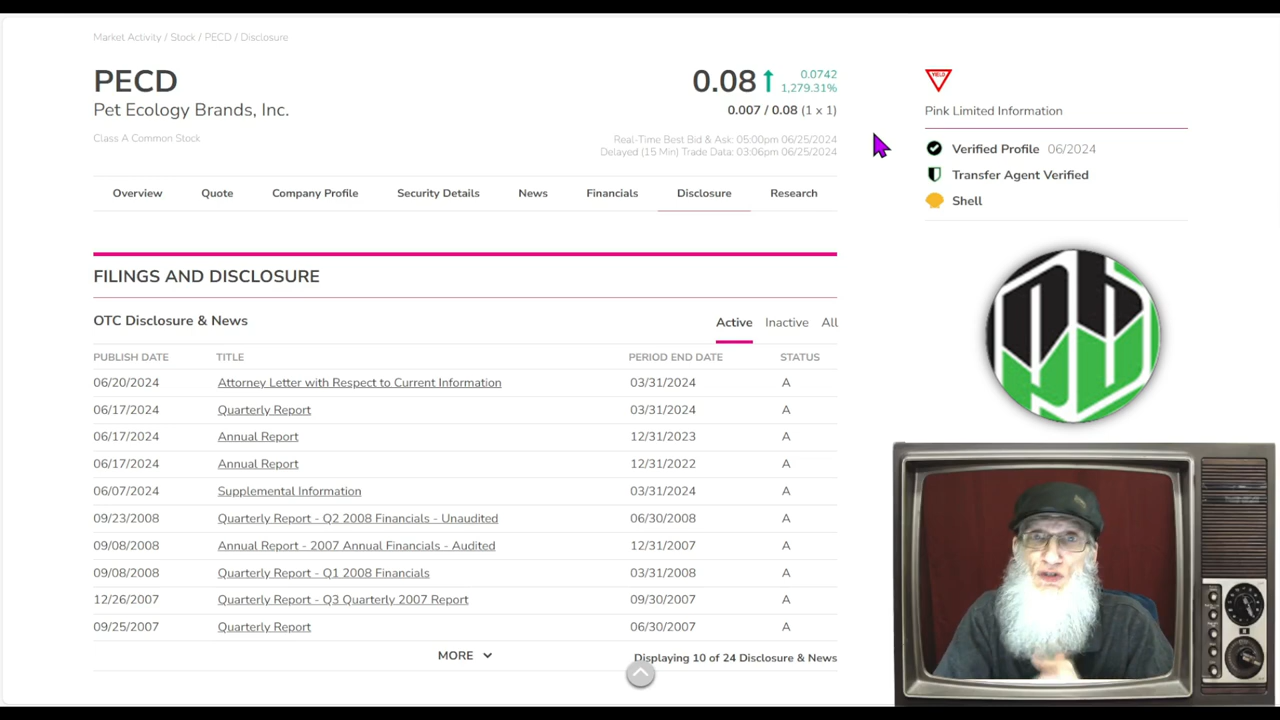 Market Activity / Stock / PECD / Disclosure
PECD
Pet Ecology Brands, Inc.
Class A Common Stock
0.08
0.0742
1,279.31%
0.007 / 0.08 (1 x 1)
Real-Time Best Bid & Ask: 05:00pm 06/25/2024
Delayed (15 Min) Trade Data: 03:06pm 06/25/2024
YIELD
Pink Limited Information
Verified Profile 06/2024
Transfer Agent Verified
Shell
Overview Quote Company Profile Security Details News Financials Disclosure Research
FILINGS AND DISCLOSURE
OTC Disclosure & News
Active Inactive All
PUBLISH DATE TITLE PERIOD END DATE STATUS
06/20/2024 Attorney Letter with Respect to Current Information 03/31/2024 A
06/17/2024 Quarterly Report 03/31/2024 A
06/17/2024 Annual Report 12/31/2023 A
06/17/2024 Annual Report 12/31/2022 A
06/07/2024 Supplemental Information 03/31/2024 A
09/23/2008 Quarterly Report - Q2 2008 Financials - Unaudited 06/30/2008 A
09/08/2008 Annual Report - 2007 Annual Financials - Audited 12/31/2007 A
09/08/2008 Quarterly Report - Q1 2008 Financials 03/31/2008 A
12/26/2007 Quarterly Report - Q3 Quarterly 2007 Report 09/30/2007 A
09/25/2007 Quarterly Report 06/30/2007 A
MORE
Displaying 10 of 24 Disclosure & News